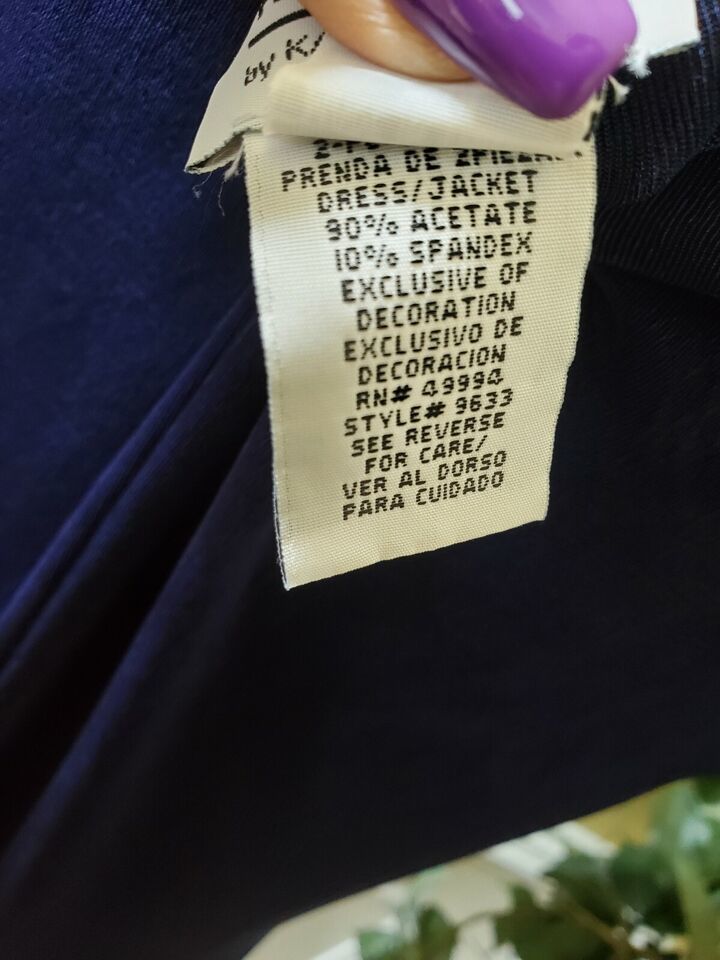 by K
PRENDA DE 2PIEZAS
DRESS/JACKET
90% ACETATE
10% SPANDEX
EXCLUSIVE OF
DECORATION
EXCLUSIVO DE
DECORACION
RN# 49994
STYLE# 9633
SEE REVERSE
FOR CARE/
VER AL DORSO
PARA CUIDADO